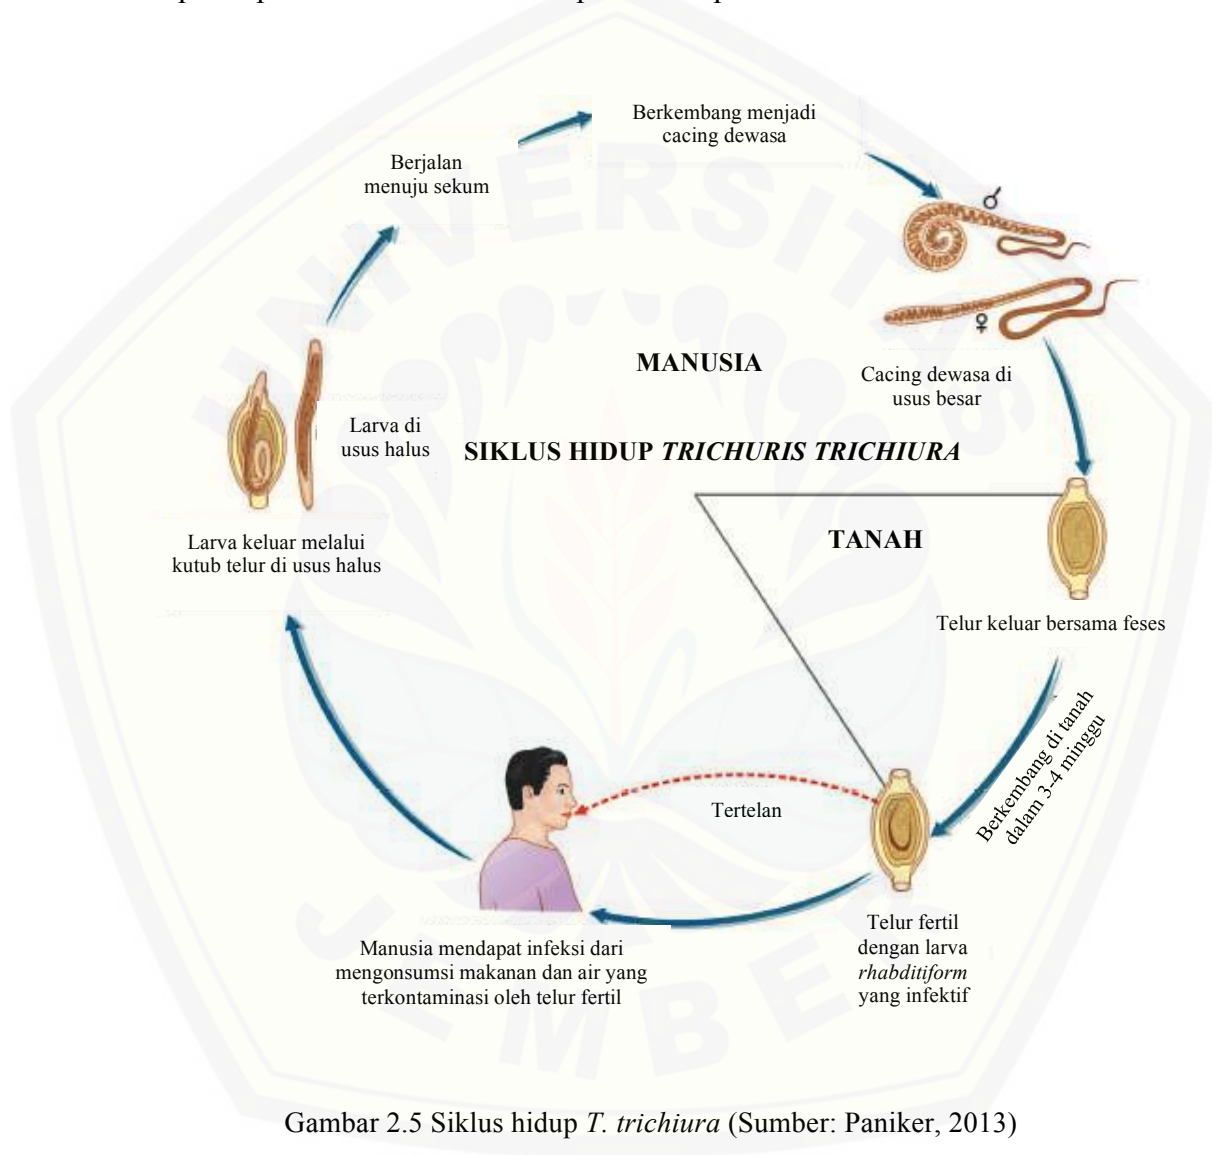 Berkembang menjadi
cacing dewasa
Berjalan
menuju sekum
♂
♀
MANUSIA
Cacing dewasa di
usus besar
Larva di
usus halus
SIKLUS HIDUP TRICHURIS TRICHIURA
TANAH
Larva keluar melalui
kutub telur di usus halus
Telur keluar bersama feses
Berkembang di tanah
dalam 3-4 minggu
Tertelan
Telur fertil
dengan larva
rhabditiform
yang infektif
Manusia mendapat infeksi dari
mengonsumsi makanan dan air yang
terkontaminasi oleh telur fertil
UNIVERSITAS
JEMBER
Gambar 2.5 Siklus hidup T. trichiura (Sumber: Paniker, 2013)